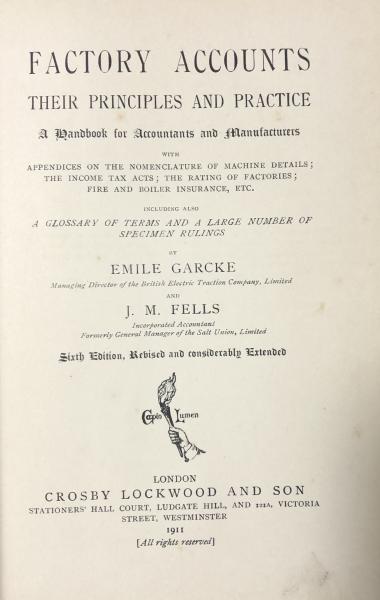 FACTORY ACCOUNTS
THEIR PRINCIPLES AND PRACTICE
A Handbook for Accountants and Manufacturers
WITH
APPENDICES ON THE NOMENCLATURE OF MACHINE DETAILS;
THE INCOME TAX ACTS; THE RATING OF FACTORIES;
FIRE AND BOILER INSURANCE, ETC.
INCLUDING ALSO
A GLOSSARY OF TERMS AND A LARGE NUMBER OF
SPECIMEN RULINGS
BY
EMILE GARCKE
Managing Director of the British Electric Traction Company, Limited
AND
J. M. FELLS
Incorporated Accountant
Formerly General Manager of the Salt Union, Limited
Sixth Edition, Revised and considerably Extended
Capio Lumen
LONDON
CROSBY LOCKWOOD AND SON
STATIONERS' HALL COURT, LUDGATE HILL, AND 121A, VICTORIA
STREET, WESTMINSTER
1911
[All rights reserved]